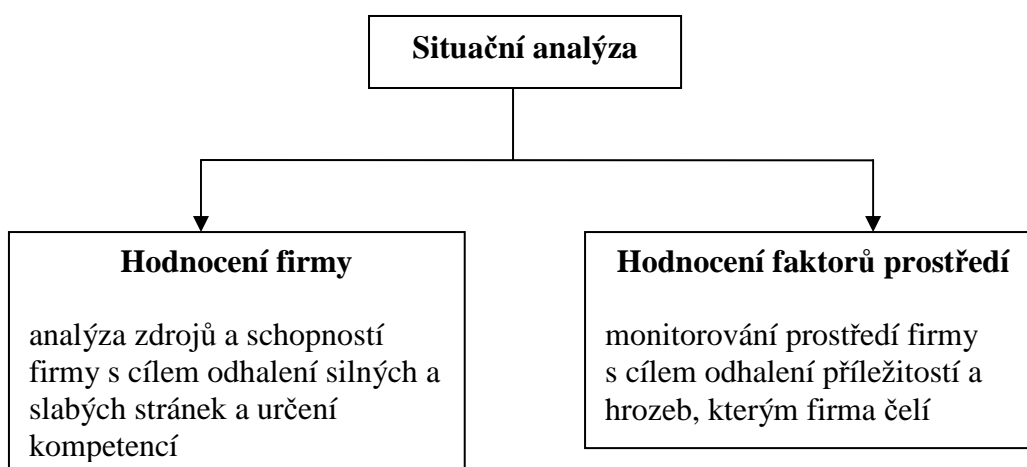 Situační analýza
Hodnocení firmy
analýza zdrojů a schopností
firmy s cílem odhalení silných a
slabých stránek a určení
kompetencí
Hodnocení faktorů prostředí
monitorování prostředí firmy
s cílem odhalení příležitostí a
hrozeb, kterým firma čelí